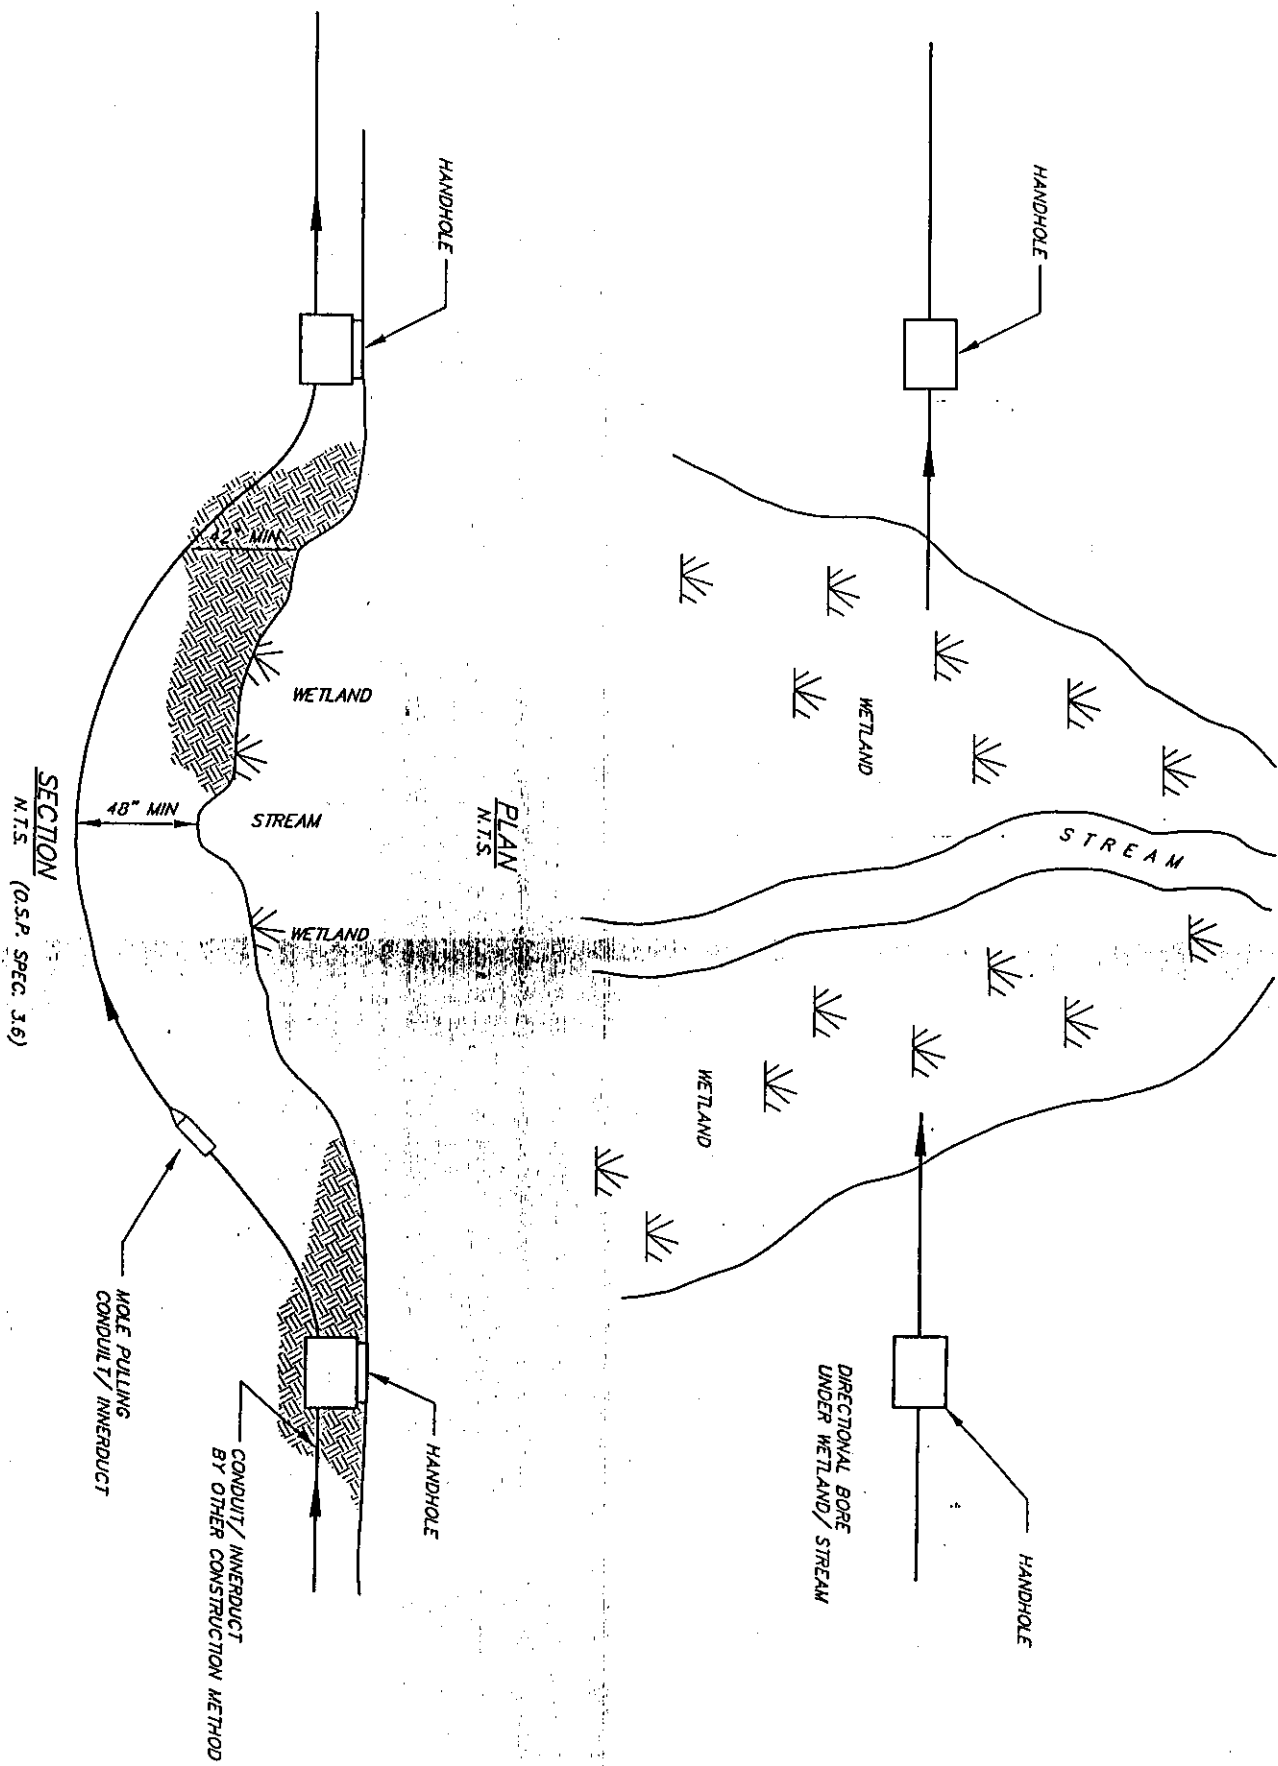 HANDHOLE
WETLAND
STREAM
WETLAND
HANDHOLE
DIRECTIONAL BORE
UNDER WETLAND/ STREAM
PLAN
N.T.S.
HANDHOLE
42" MIN
WETLAND
48" MIN
STREAM
WETLAND
HANDHOLE
MOLE PULLING
CONDUILT/ INNERDUCT
CONDUIT/ INNERDUCT
BY OTHER CONSTRUCTION METHOD
SECTION
N.T.S. (O.S.P. SPEC. 3.6)